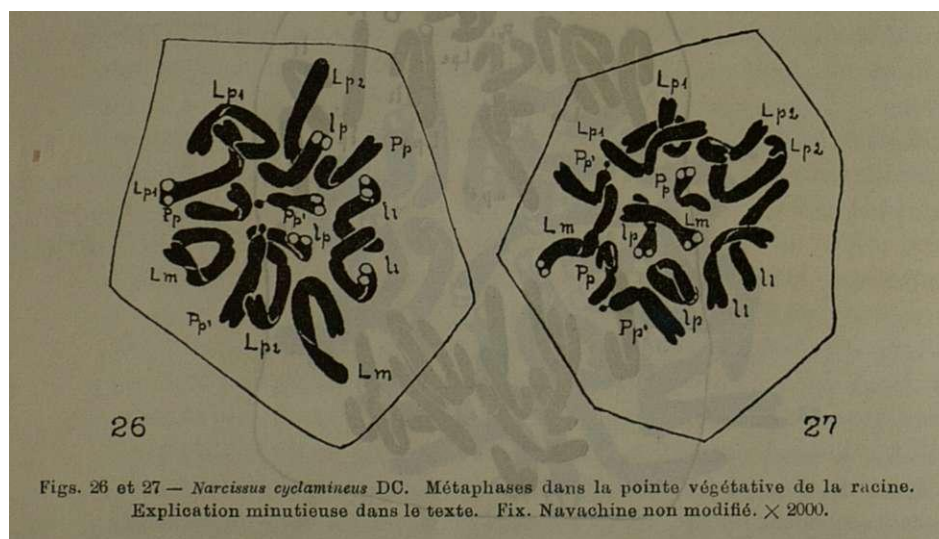 Lp2
Lp1
lp
Pp
Lp1
Pp
Pp'
l1
lp
Lm
l1
Pp'
Lp2
Lm
26
Lp1
Lp2
Lp1
Lp2
Pp'
Pp
Lm
lp
Lm
Pp
l1
l1
lp
Pp'
27
Figs. 26 et 27 — Narcissus cyclamineus DC. Métaphases dans la pointe végétative de la racine.
Explication minutieuse dans le texte. Fix. Navachine non modifié. × 2000.